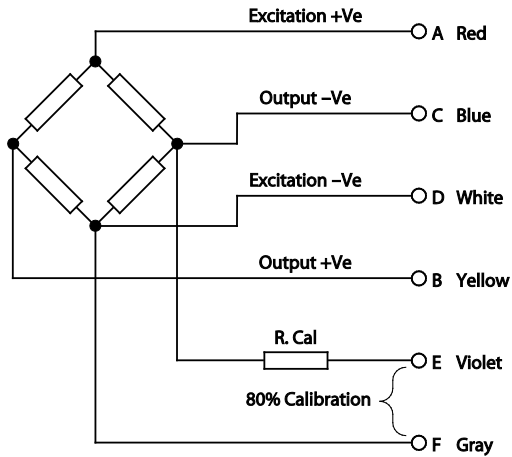 Excitation +Ve
A Red
Output –Ve
C Blue
Excitation –Ve
D White
Output +Ve
B Yellow
R. Cal
E Violet
80% Calibration
F Gray